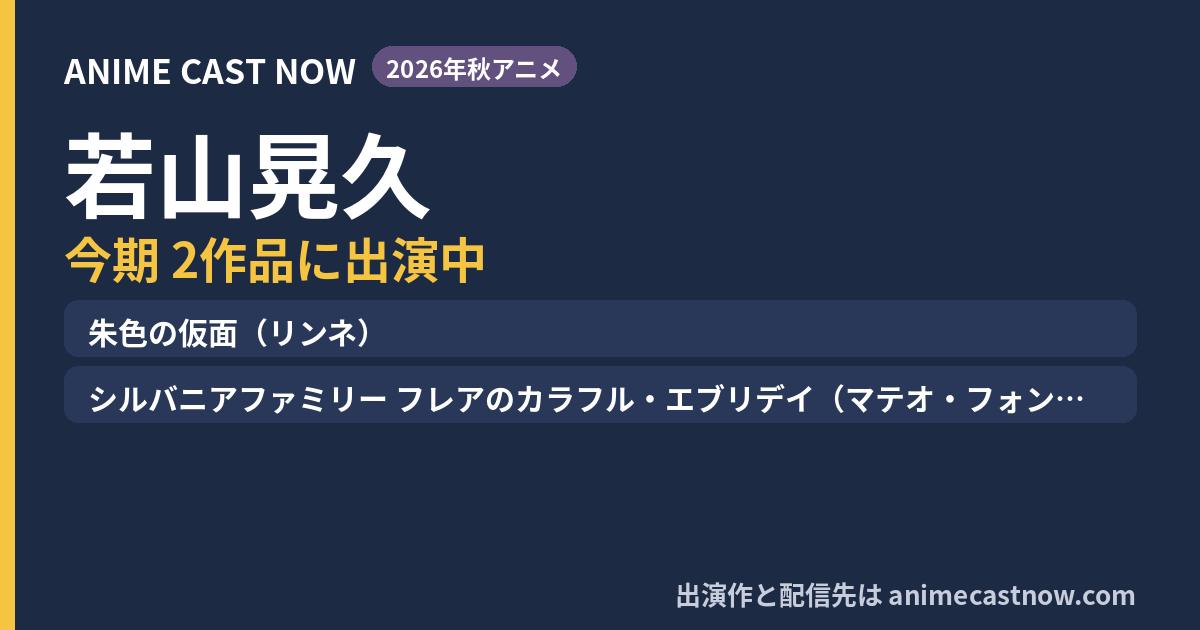 ANIME CAST NOW 2026年秋アニメ
若山晃久
今期 2作品に出演中
朱色の仮面（リンネ）
シルバニアファミリー フレアのカラフル・エブリデイ（マテオ・フォン…
出演作と配信先は animecastnow.com